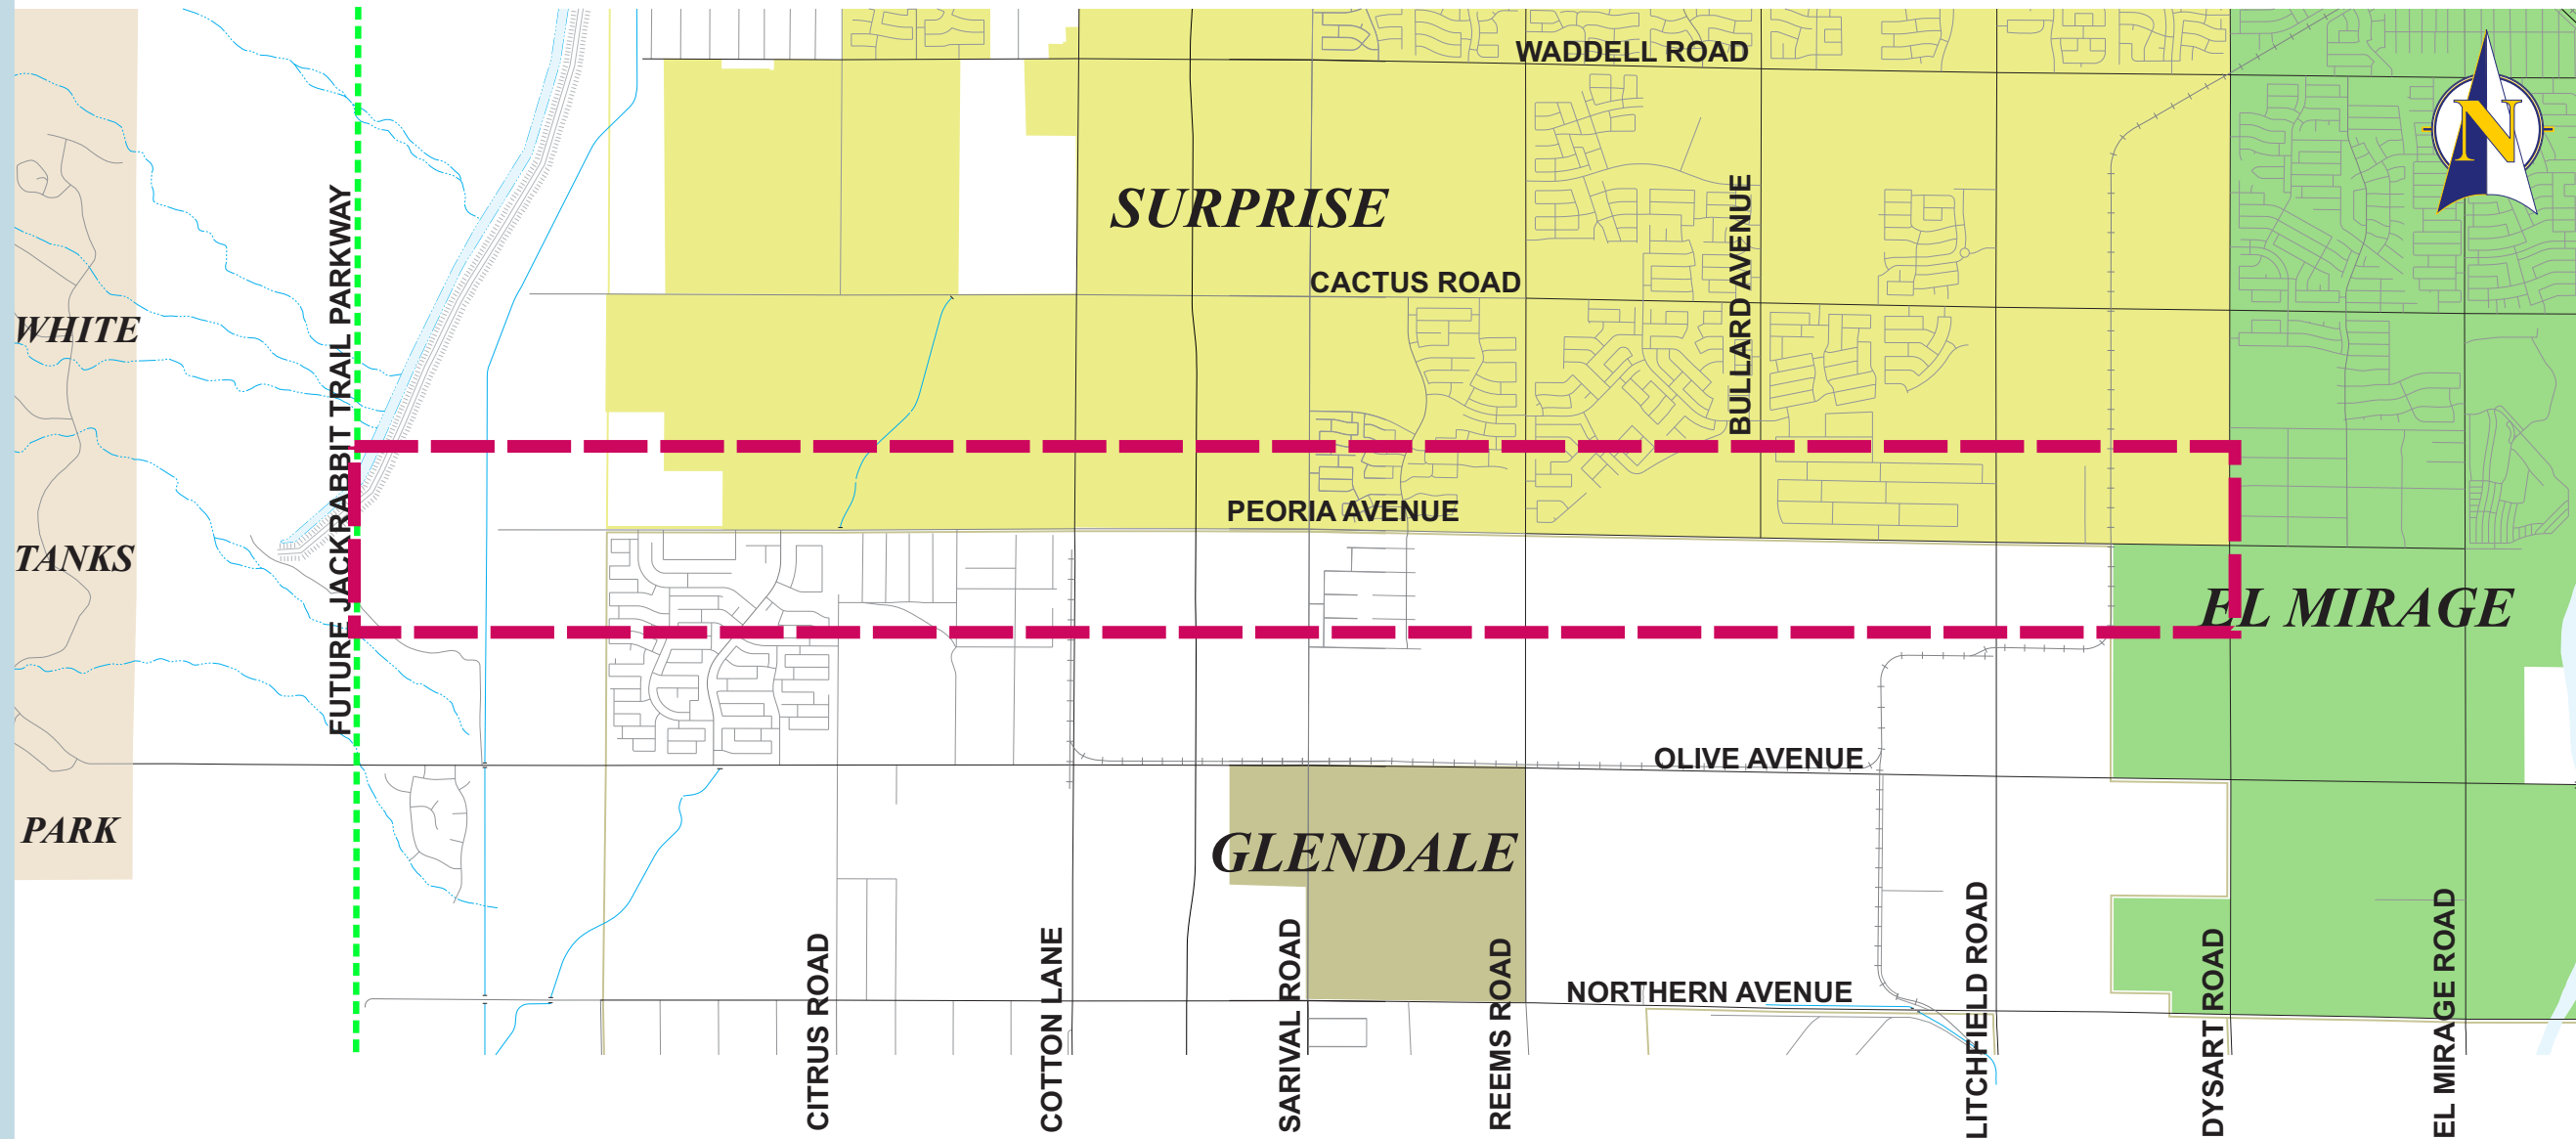 WADDELL ROAD
N
SURPRISE
BULLARD AVENUE
CACTUS ROAD
FUTURE JACKRABBIT TRAIL PARKWAY
WHITE
TANKS
PARK
PEORIA AVENUE
EL MIRAGE
OLIVE AVENUE
GLENDALE
NORTHERN AVENUE
CITRUS ROAD
COTTON LANE
SARIVAL ROAD
REEMS ROAD
LITCHFIELD ROAD
DYSART ROAD
EL MIRAGE ROAD